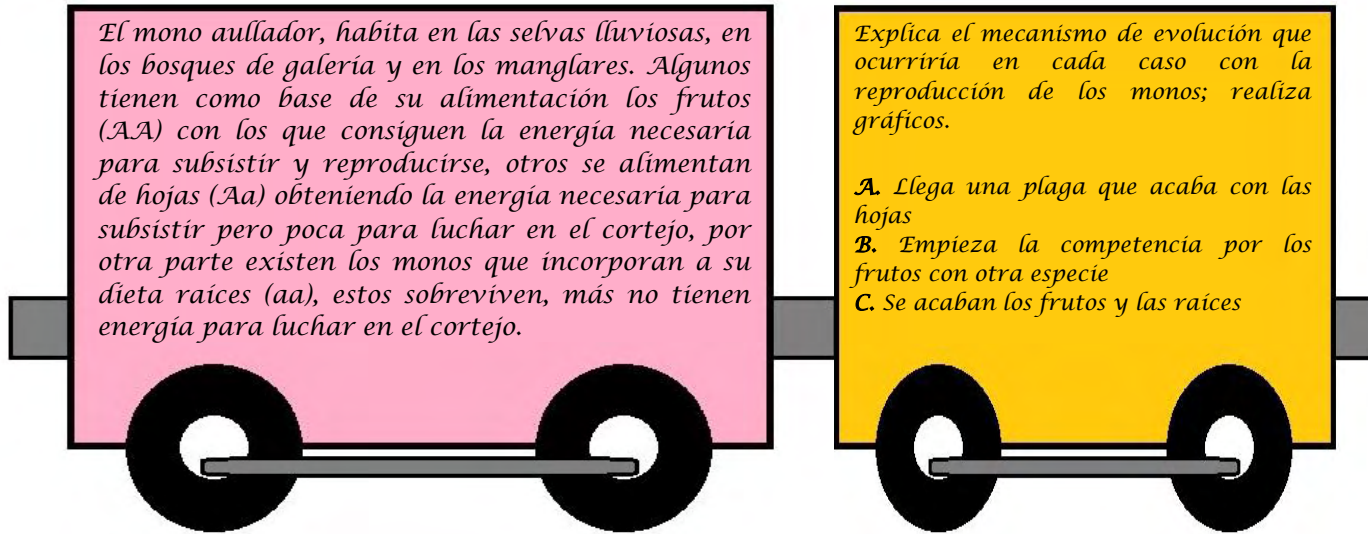 El mono aullador, habita en las selvas lluviosas, en
los bosques de galería y en los manglares. Algunos
tienen como base de su alimentación los frutos
(AA) con los que consiguen la energía necesaria
para subsistir y reproducirse, otros se alimentan
de hojas (Aa) obteniendo la energía necesaria para
subsistir pero poca para luchar en el cortejo, por
otra parte existen los monos que incorporan a su
dieta raíces (aa), estos sobreviven, más no tienen
energía para luchar en el cortejo.
Explica el mecanismo de evolución que
ocurriría en cada caso con la
reproducción de los monos; realiza
gráficos.
A. Llega una plaga que acaba con las
hojas
B. Empieza la competencia por los
frutos con otra especie
C. Se acaban los frutos y las raíces